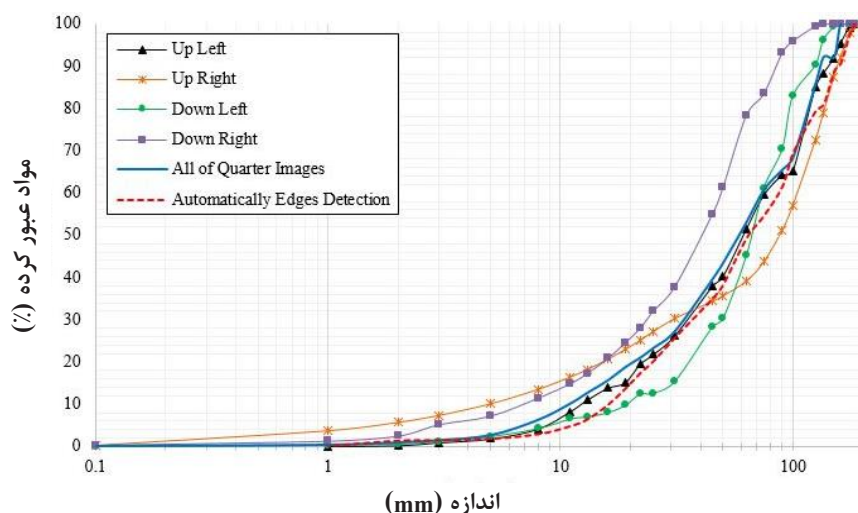 100
90
80
70
60
50
40
30
20
10
0
مواد عبور کرده (٪)
Up Left
Up Right
Down Left
Down Right
All of Quarter Images
Automatically Edges Detection
0.1
1
10
100
اندازه (mm)